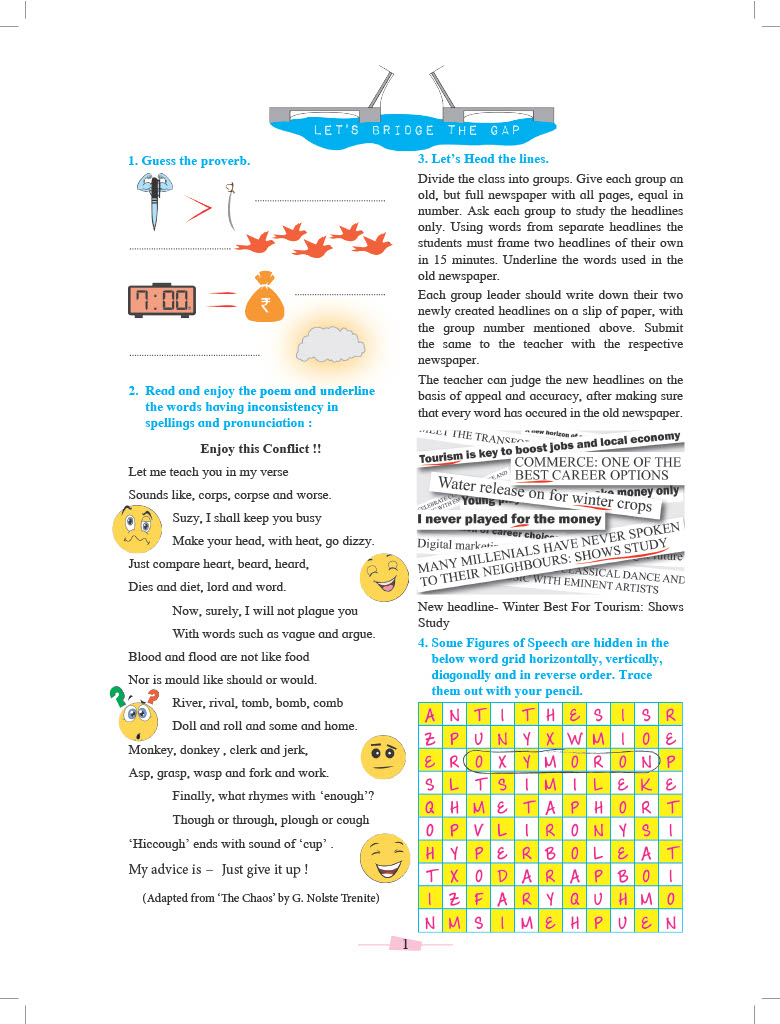 LET'S BRIDGE THE GAP
1. Guess the proverb.
7:00
₹
2. Read and enjoy the poem and underline
the words having inconsistency in
spellings and pronunciation :
Enjoy this Conflict !!
Let me teach you in my verse
Sounds like, corps, corpse and worse.
Suzy, I shall keep you busy
Make your head, with heat, go dizzy.
Just compare heart, beard, heard,
Dies and diet, lord and word.
Now, surely, I will not plague you
With words such as vague and argue.
Blood and flood are not like food
Nor is mould like should or would.
? ?
River, rival, tomb, bomb, comb
Doll and roll and some and home.
Monkey, donkey , clerk and jerk,
Asp, grasp, wasp and fork and work.
Finally, what rhymes with ‘enough’?
Though or through, plough or cough
‘Hiccough’ ends with sound of ‘cup’ .
My advice is – Just give it up !
(Adapted from ‘The Chaos’ by G. Nolste Trenite)
3. Let’s Head the lines.
Divide the class into groups. Give each group an
old, but full newspaper with all pages, equal in
number. Ask each group to study the headlines
only. Using words from separate headlines the
students must frame two headlines of their own
in 15 minutes. Underline the words used in the
old newspaper.
Each group leader should write down their two
newly created headlines on a slip of paper, with
the group number mentioned above. Submit
the same to the teacher with the respective
newspaper.
The teacher can judge the new headlines on the
basis of appeal and accuracy, after making sure
that every word has occured in the old newspaper.
MEET THE
new horizon of
Tourism is key to boost jobs and local economy
COMMERCE: ONE OF THE
BEST CAREER OPTIONS
Water release on for winter crops
money only
Young
I never played for the money
of career choice
Digital
MANY MILLENIALS HAVE NEVER SPOKEN
TO THEIR NEIGHBOURS: SHOWS STUDY
CLASSICAL DANCE AND
WITH EMINENT ARTISTS
New headline- Winter Best For Tourism: Shows
Study
4. Some Figures of Speech are hidden in the
below word grid horizontally, vertically,
diagonally and in reverse order. Trace
them out with your pencil.
A N T I T H E S I S R
Z P U N Y X W M I O E
E R O X Y M O R O N P
S L T S I M I L E K E
Q H M E T A P H O R T
O P V L I R O N Y S I
H Y P E R B O L E A T
T X O D A R A P B O I
I Z F A R Y Q U H M O
N M S I M E H P U E N
1